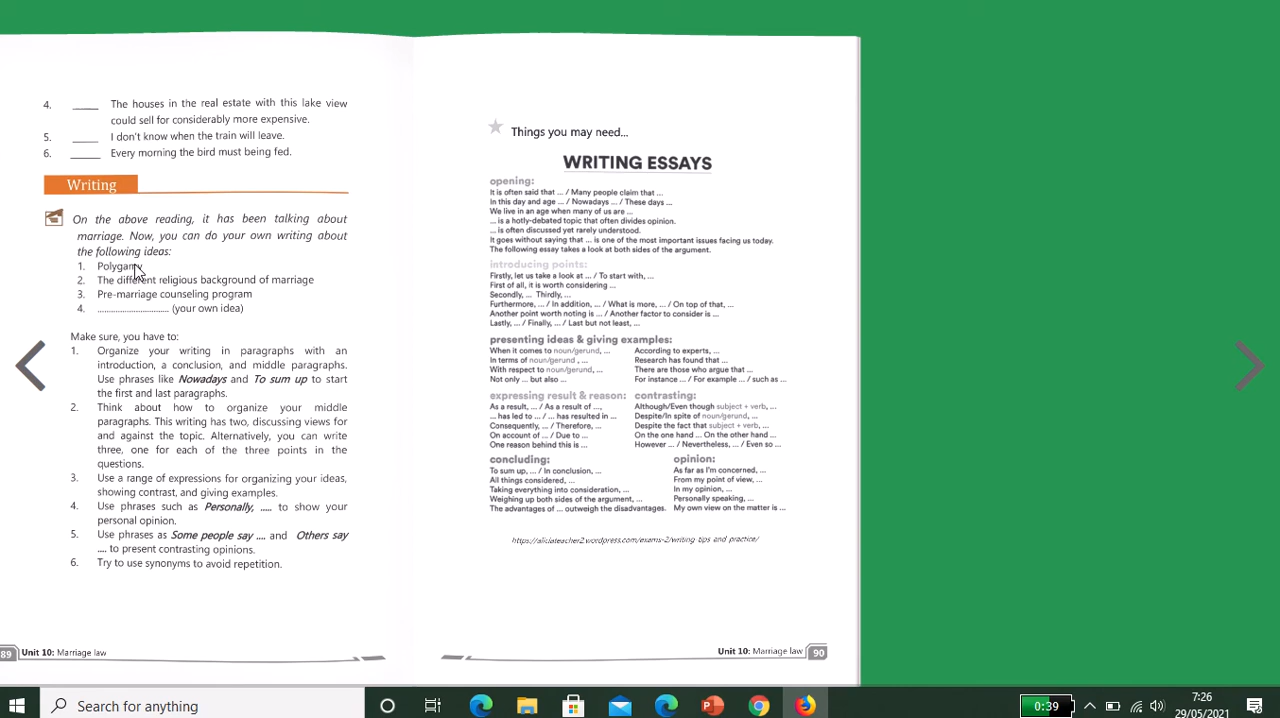 4. _____ The houses in the real estate with this lake view
could sell for considerably more expensive.
5. _____ I don't know when the train will leave.
6. _____ Every morning the bird must being fed.
Writing
On the above reading, it has been talking about
marriage. Now, you can do your own writing about
the following ideas:
1. Polygamy
2. The different religious background of marriage
3. Pre-marriage counseling program
4. .............................. (your own idea)
Make sure, you have to:
1. Organize your writing in paragraphs with an
introduction, a conclusion, and middle paragraphs.
Use phrases like Nowadays and To sum up to start
the first and last paragraphs.
2. Think about how to organize your middle
paragraphs. This writing has two, discussing views for
and against the topic. Alternatively, you can write
three, one for each of the three points in the
questions.
3. Use a range of expressions for organizing your ideas,
showing contrast, and giving examples.
4. Use phrases such as Personally, ..... to show your
personal opinion.
5. Use phrases as Some people say .... and Others say
.... to present contrasting opinions.
6. Try to use synonyms to avoid repetition.
89 Unit 10: Marriage law
Things you may need...
WRITING ESSAYS
opening:
It is often said that ... / Many people claim that ...
In this day and age ... / Nowadays ... / These days ...
We live in an age when many of us are ...
... is a hotly-debated topic that often divides opinion.
... is often discussed yet rarely understood.
It goes without saying that ... is one of the most important issues facing us today.
The following essay takes a look at both sides of the argument.
introducing points:
Firstly, let us take a look at ... / To start with, ...
First of all, it is worth considering ...
Secondly, ... Thirdly, ...
Furthermore, ... / In addition, ... / What is more, ... / On top of that, ...
Another point worth noting is ... / Another factor to consider is ...
Lastly, ... / Finally, ... / Last but not least, ...
presenting ideas & giving examples:
When it comes to noun/gerund, ... According to experts, ...
In terms of noun/gerund , ... Research has found that ...
With respect to noun/gerund, ... There are those who argue that ...
Not only ... but also ... For instance ... / For example ... / such as ...
expressing result & reason: contrasting:
As a result, ... / As a result of ..., Although/Even though subject + verb, ...
... has led to ... / ... has resulted in ... Despite/In spite of noun/gerund, ...
Consequently, ... / Therefore, ... Despite the fact that subject + verb, ...
On account of ... / Due to ... On the one hand ... On the other hand ...
One reason behind this is ... However ... / Nevertheless, ... / Even so ...
concluding: opinion:
To sum up, ... / In conclusion, ... As far as I'm concerned, ...
All things considered, ... From my point of view, ...
Taking everything into consideration, ... In my opinion, ...
Weighing up both sides of the argument, ... Personally speaking, ...
The advantages of ... outweigh the disadvantages. My own view on the matter is ...
https://aliciateacher2.wordpress.com/exams-2/writing-tips-and-practice/
Unit 10: Marriage law 90
Search for anything
0:39
7:26
29/05/2021